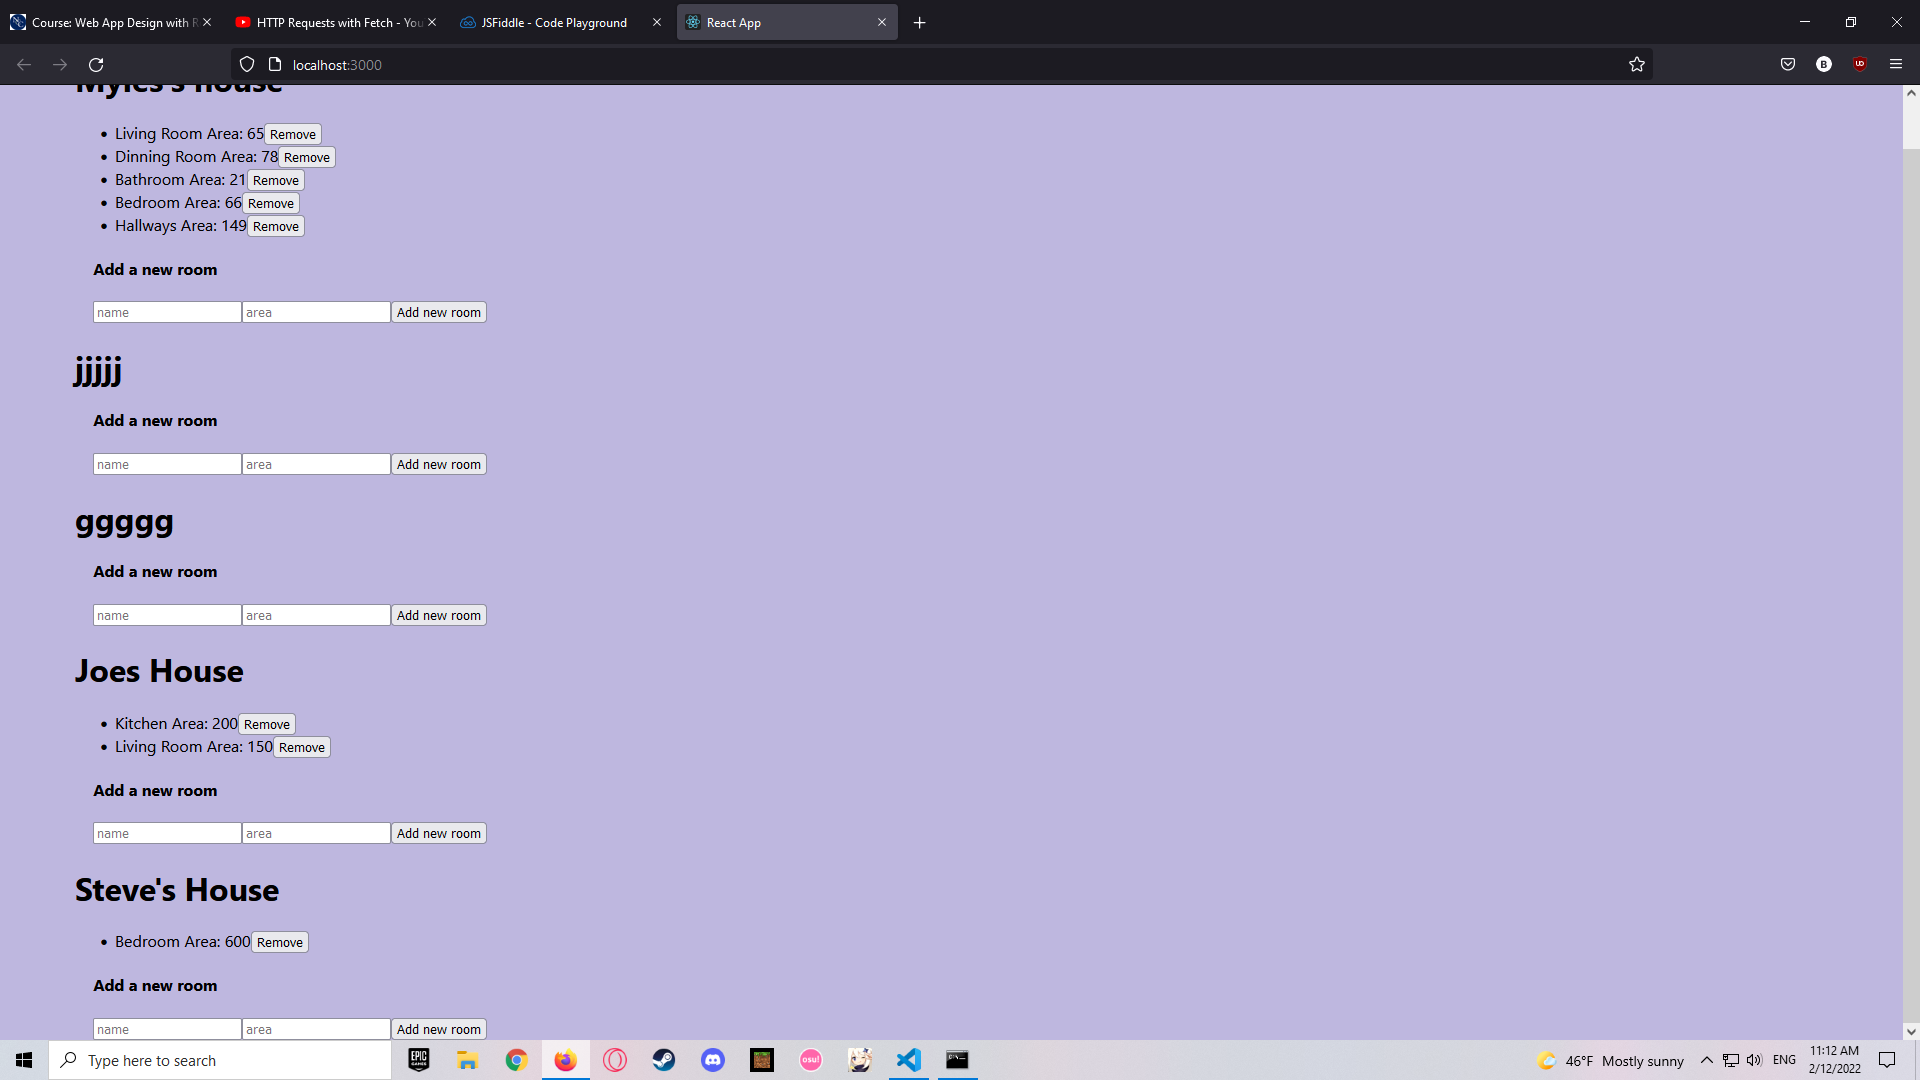 Course: Web App Design with R
HTTP Requests with Fetch - You
JSFiddle - Code Playground
React App
localhost:3000
Myles's house
Living Room Area: 65 Remove
Dinning Room Area: 78 Remove
Bathroom Area: 21 Remove
Bedroom Area: 66 Remove
Hallways Area: 149 Remove
Add a new room
name area Add new room
jjjjj
Add a new room
name area Add new room
ggggg
Add a new room
name area Add new room
Joes House
Kitchen Area: 200 Remove
Living Room Area: 150 Remove
Add a new room
name area Add new room
Steve's House
Bedroom Area: 600 Remove
Add a new room
name area Add new room
Type here to search
EPIC GAMES
osu!
46°F Mostly sunny
ENG
11:12 AM
2/12/2022